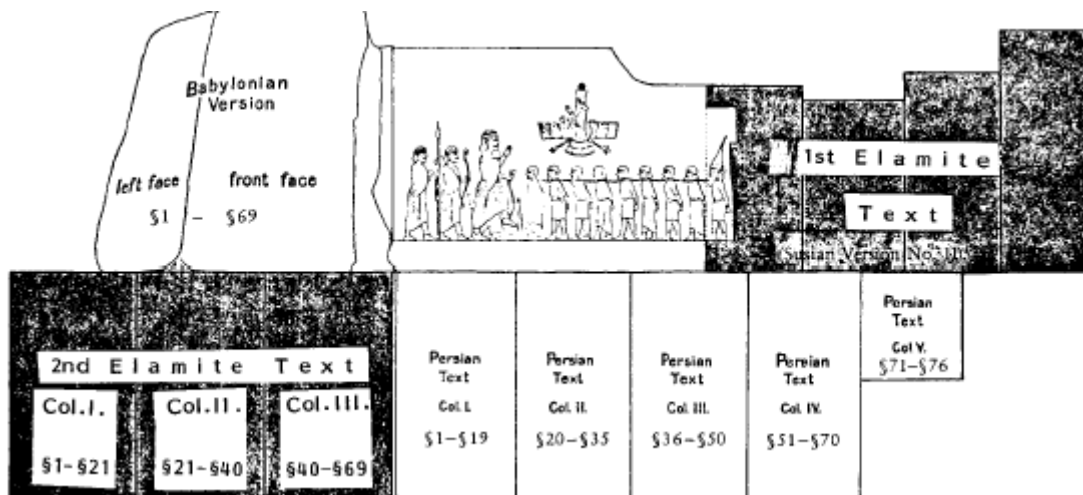 Babylonian
Version
left face
front face
§1 – §69
1st Elamite
Text
(Susian Version No. III)
2nd Elamite Text
Col.I.
§1–§21
Col.II.
§21–§40
Col.III.
§40–§69
Persian
Text
Col. I.
§1–§19
Persian
Text
Col. II.
§20–§35
Persian
Text
Col. III.
§36–§50
Persian
Text
Col. IV.
§51–§70
Persian
Text
Col V.
§71–§76